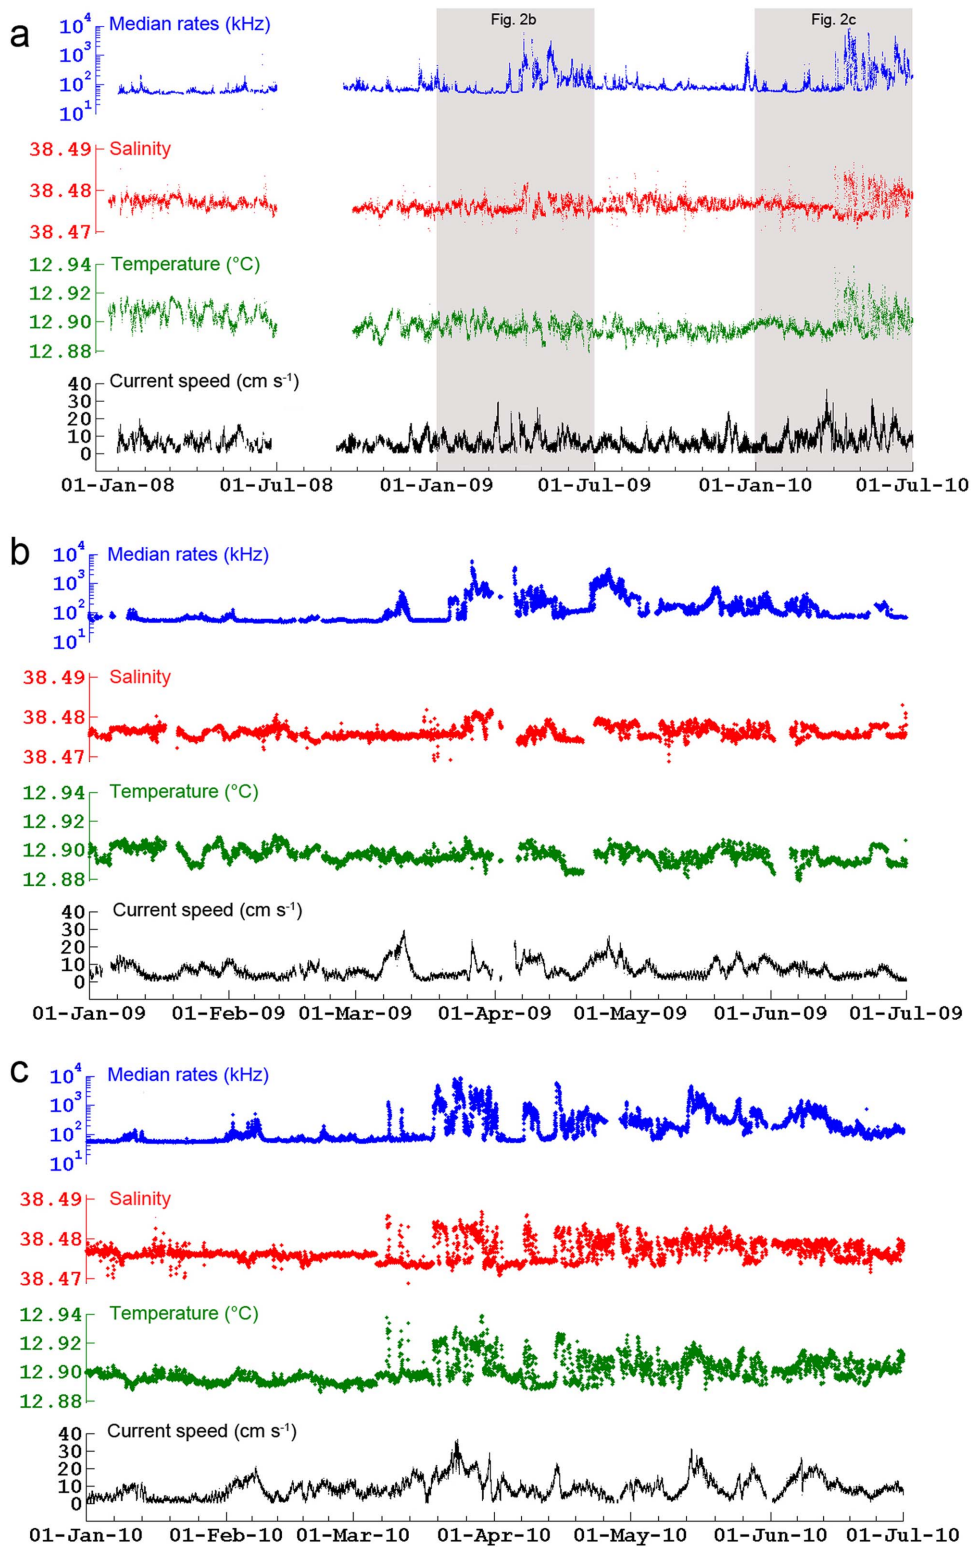 a
Fig. 2b
Fig. 2c
Median rates (kHz)
10⁴
10³
10²
10¹
Salinity
38.49
38.48
38.47
Temperature (°C)
12.94
12.92
12.90
12.88
Current speed (cm s⁻¹)
40
30
20
10
0
01-Jan-08 01-Jul-08 01-Jan-09 01-Jul-09 01-Jan-10 01-Jul-10
b
Median rates (kHz)
10⁴
10³
10²
10¹
Salinity
38.49
38.48
38.47
Temperature (°C)
12.94
12.92
12.90
12.88
Current speed (cm s⁻¹)
40
30
20
10
0
01-Jan-09 01-Feb-09 01-Mar-09 01-Apr-09 01-May-09 01-Jun-09 01-Jul-09
c
Median rates (kHz)
10⁴
10³
10²
10¹
Salinity
38.49
38.48
38.47
Temperature (°C)
12.94
12.92
12.90
12.88
Current speed (cm s⁻¹)
40
30
20
10
0
01-Jan-10 01-Feb-10 01-Mar-10 01-Apr-10 01-May-10 01-Jun-10 01-Jul-10